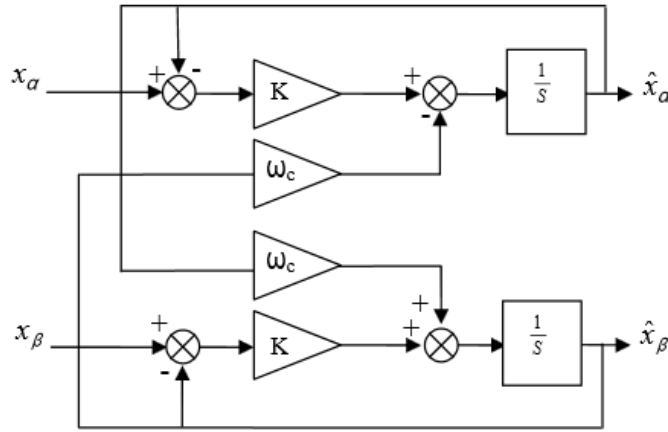 x_α + - K + - 1/S x̂_α
ω_c
ω_c
x_β + - K + + 1/S x̂_β